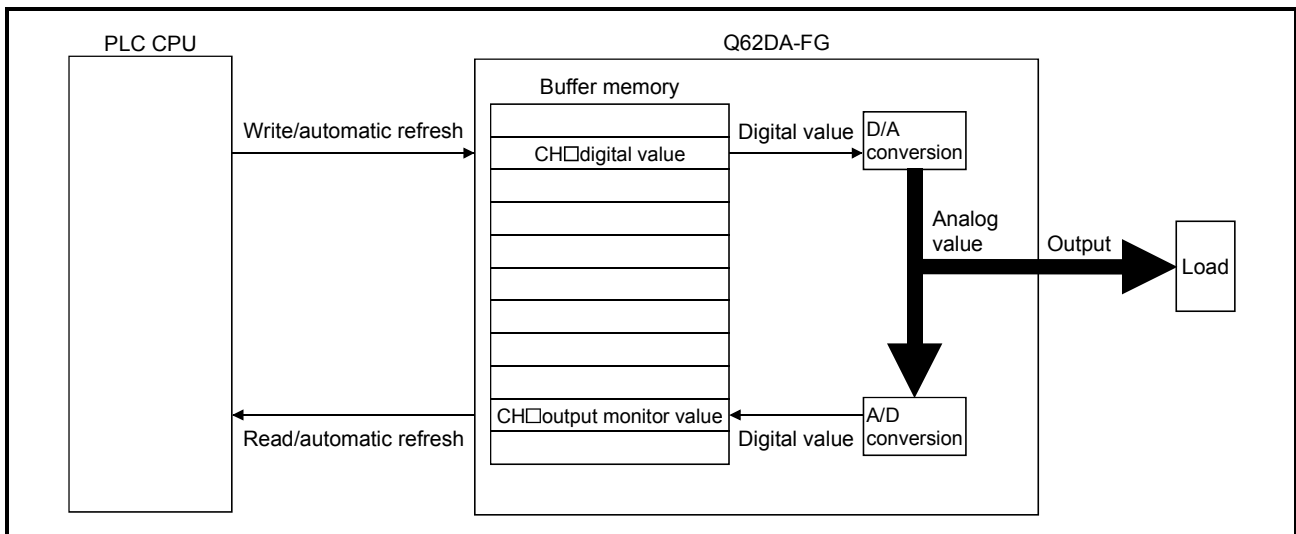 PLC CPU
Q62DA-FG
Buffer memory
Write/automatic refresh
CH□digital value
Digital value
D/A
conversion
Analog
value
Output
Load
CH□output monitor value
Read/automatic refresh
Digital value
A/D
conversion